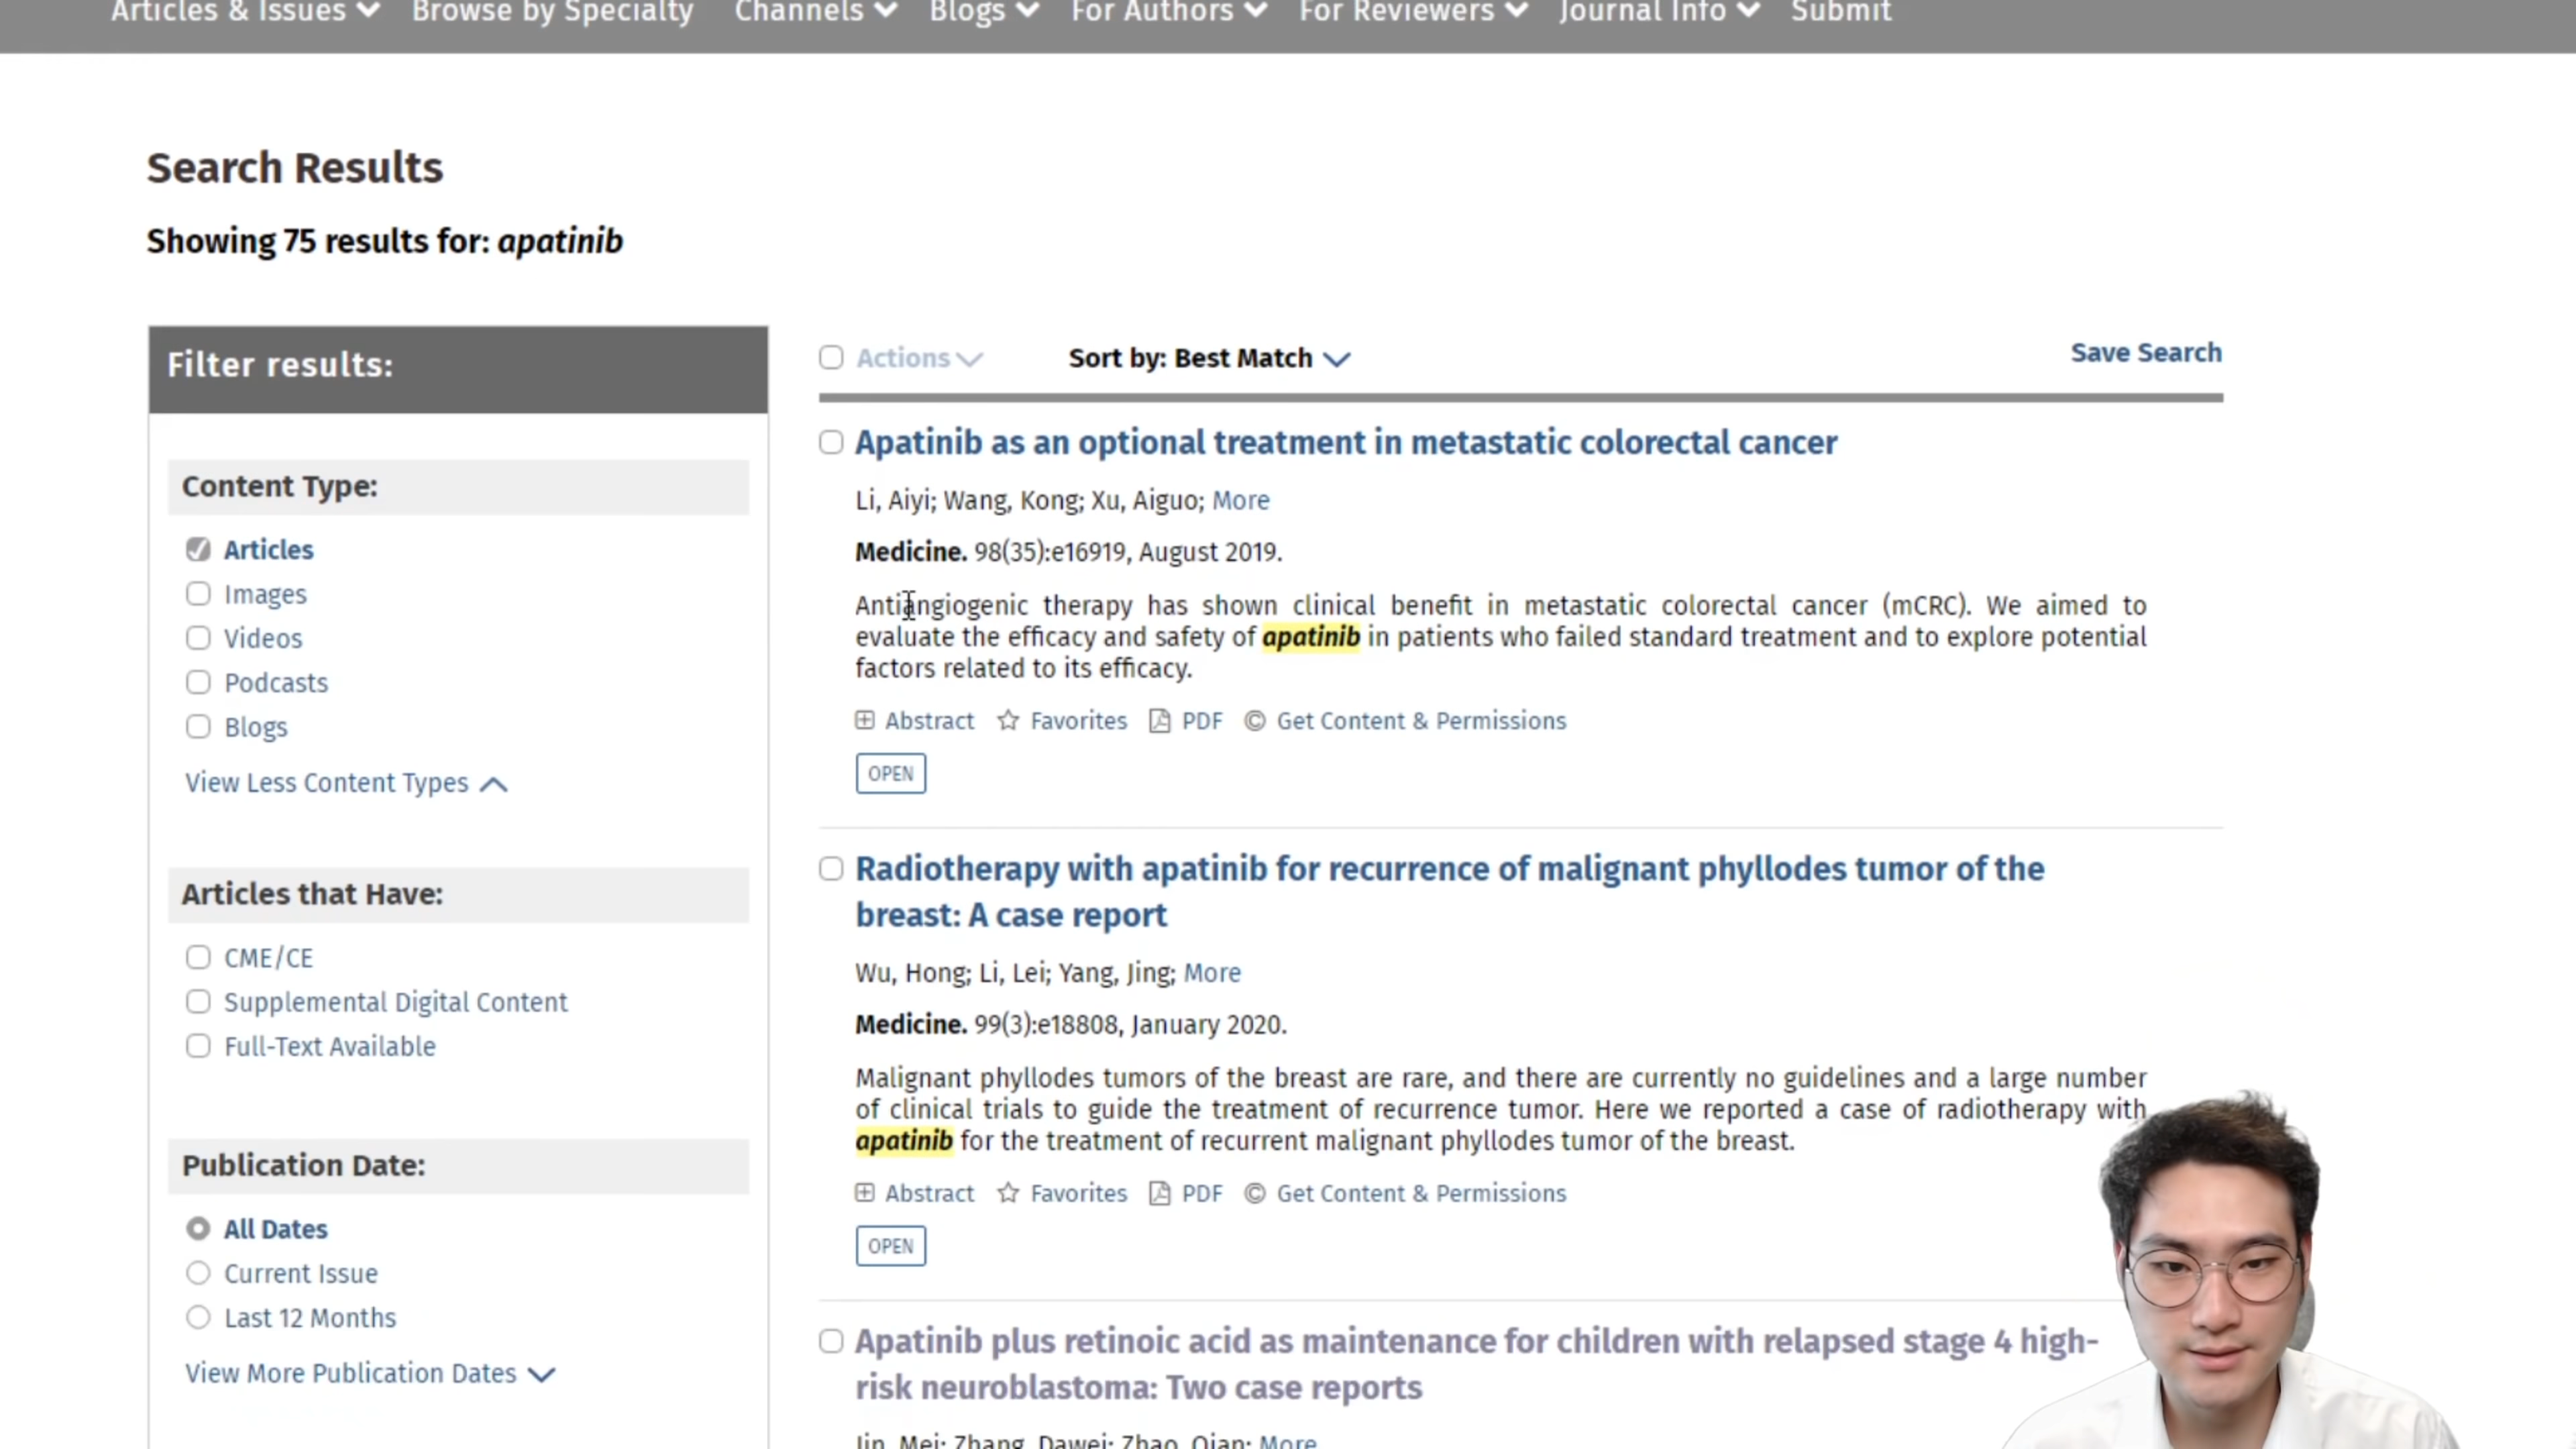 Articles & Issues
Browse by Specialty
Channels
Blogs
For Authors
For Reviewers
Journal Info
Submit
Search Results
Showing 75 results for: apatinib
Filter results:
Content Type:
Articles
Images
Videos
Podcasts
Blogs
View Less Content Types
Articles that Have:
CME/CE
Supplemental Digital Content
Full-Text Available
Publication Date:
All Dates
Current Issue
Last 12 Months
View More Publication Dates
Actions
Sort by: Best Match
Save Search
Apatinib as an optional treatment in metastatic colorectal cancer
Li, Aiyi; Wang, Kong; Xu, Aiguo; More
Medicine. 98(35):e16919, August 2019.
Antiangiogenic therapy has shown clinical benefit in metastatic colorectal cancer (mCRC). We aimed to
evaluate the efficacy and safety of apatinib in patients who failed standard treatment and to explore potential
factors related to its efficacy.
Abstract Favorites PDF © Get Content & Permissions
OPEN
Radiotherapy with apatinib for recurrence of malignant phyllodes tumor of the
breast: A case report
Wu, Hong; Li, Lei; Yang, Jing; More
Medicine. 99(3):e18808, January 2020.
Malignant phyllodes tumors of the breast are rare, and there are currently no guidelines and a large number
of clinical trials to guide the treatment of recurrence tumor. Here we reported a case of radiotherapy with
apatinib for the treatment of recurrent malignant phyllodes tumor of the breast.
Abstract Favorites PDF © Get Content & Permissions
OPEN
Apatinib plus retinoic acid as maintenance for children with relapsed stage 4 high-
risk neuroblastoma: Two case reports
Jin, Mei; Zhang, Dawei; Zhao, Qian; More